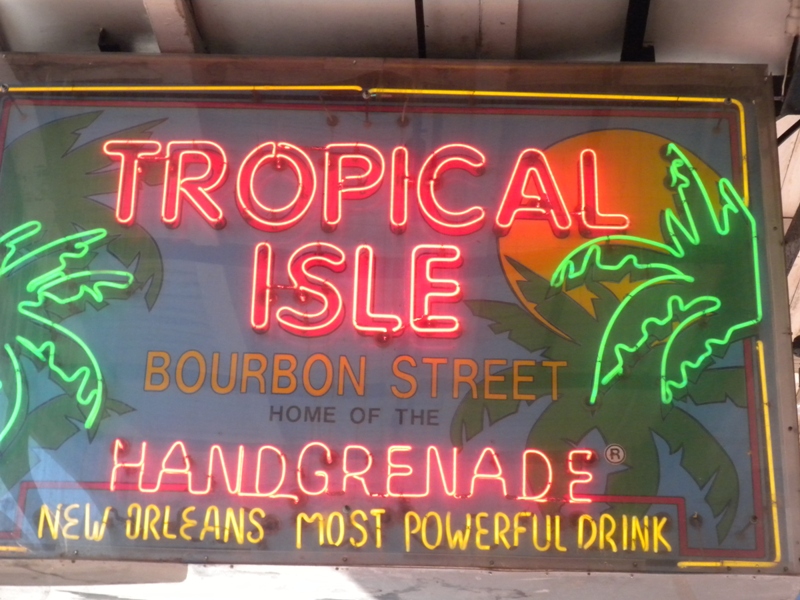 TROPICAL
ISLE
BOURBON STREET
HOME OF THE
HANDGRENADE®
NEW ORLEANS MOST POWERFUL DRINK